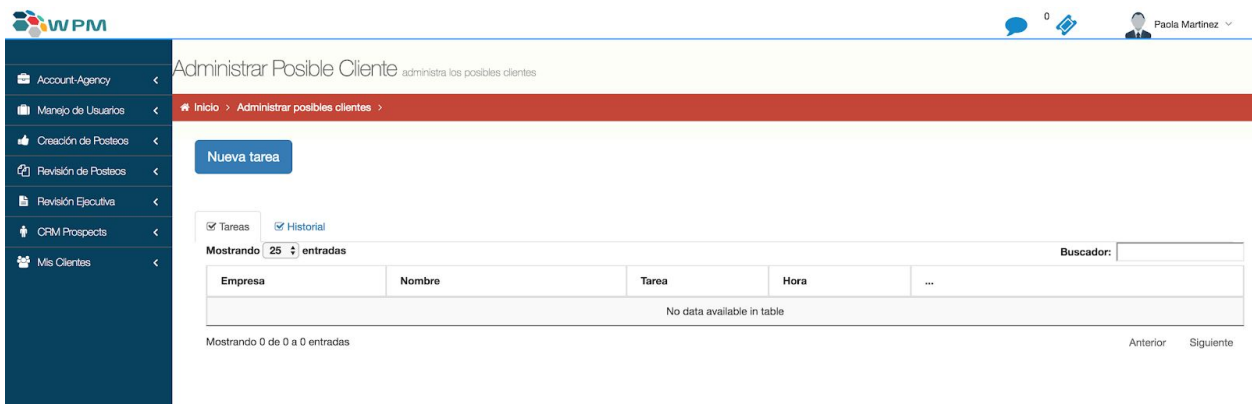 WPM
0
Paola Martinez
Administrar Posible Cliente administra los posibles clientes
Account-Agency
Manejo de Usuarios
Creación de Posteos
Revisión de Posteos
Revisión Ejecutiva
CRM Prospects
Mis Clientes
Inicio > Administrar posibles clientes >
Nueva tarea
Tareas Historial
Mostrando 25 entradas Buscador:
Empresa Nombre Tarea Hora ...
No data available in table
Mostrando 0 de 0 a 0 entradas Anterior Siguiente